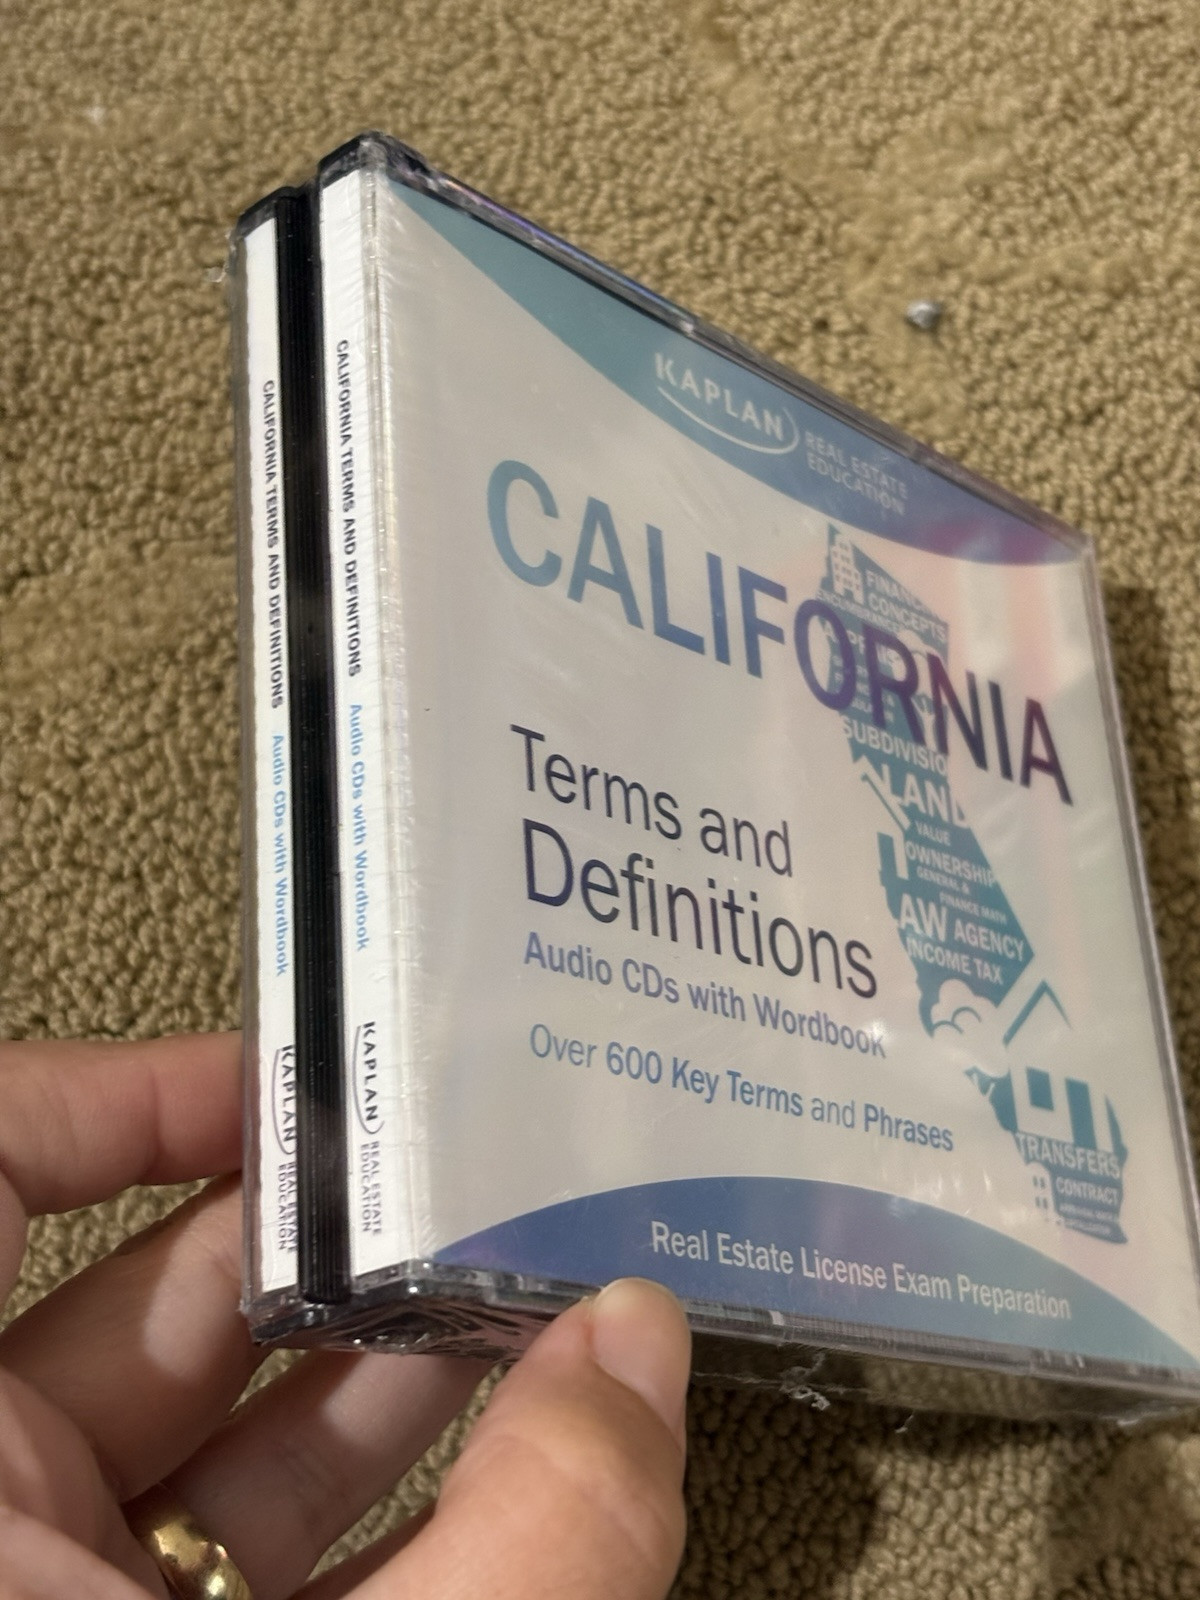 CALIFORNIA TERMS AND DEFINITIONS Audio CDs with Wordbook
KAPLAN
REAL ESTATE
EDUCATION
CALIFORNIA TERMS AND DEFINITIONS Audio CDs with Wordbook
KAPLAN
REAL ESTATE
EDUCATION
KAPLAN
REAL ESTATE
EDUCATION
CALIFORNIA
FINANCING
CONCEPTS
ENCUMBRANCES
SUBDIVISIO
LAND
VALUE
OWNERSHIP
GENERAL &
FINANCE MATH
LAW AGENCY
INCOME TAX
TRANSFERS
CONTRACT
Terms and
Definitions
Audio CDs with Wordbook
Over 600 Key Terms and Phrases
Real Estate License Exam Preparation